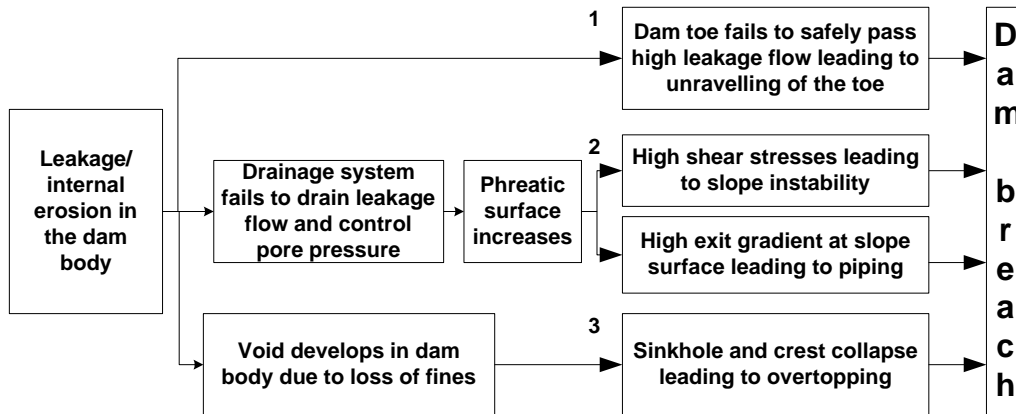 1
Dam toe fails to safely pass
high leakage flow leading to
unravelling of the toe
Leakage/
internal
erosion in
the dam
body
Drainage system
fails to drain leakage
flow and control
pore pressure
Phreatic
surface
increases
2
High shear stresses leading
to slope instability
High exit gradient at slope
surface leading to piping
Void develops in dam
body due to loss of fines
3
Sinkhole and crest collapse
leading to overtopping
D
a
m
b
r
e
a
c
h